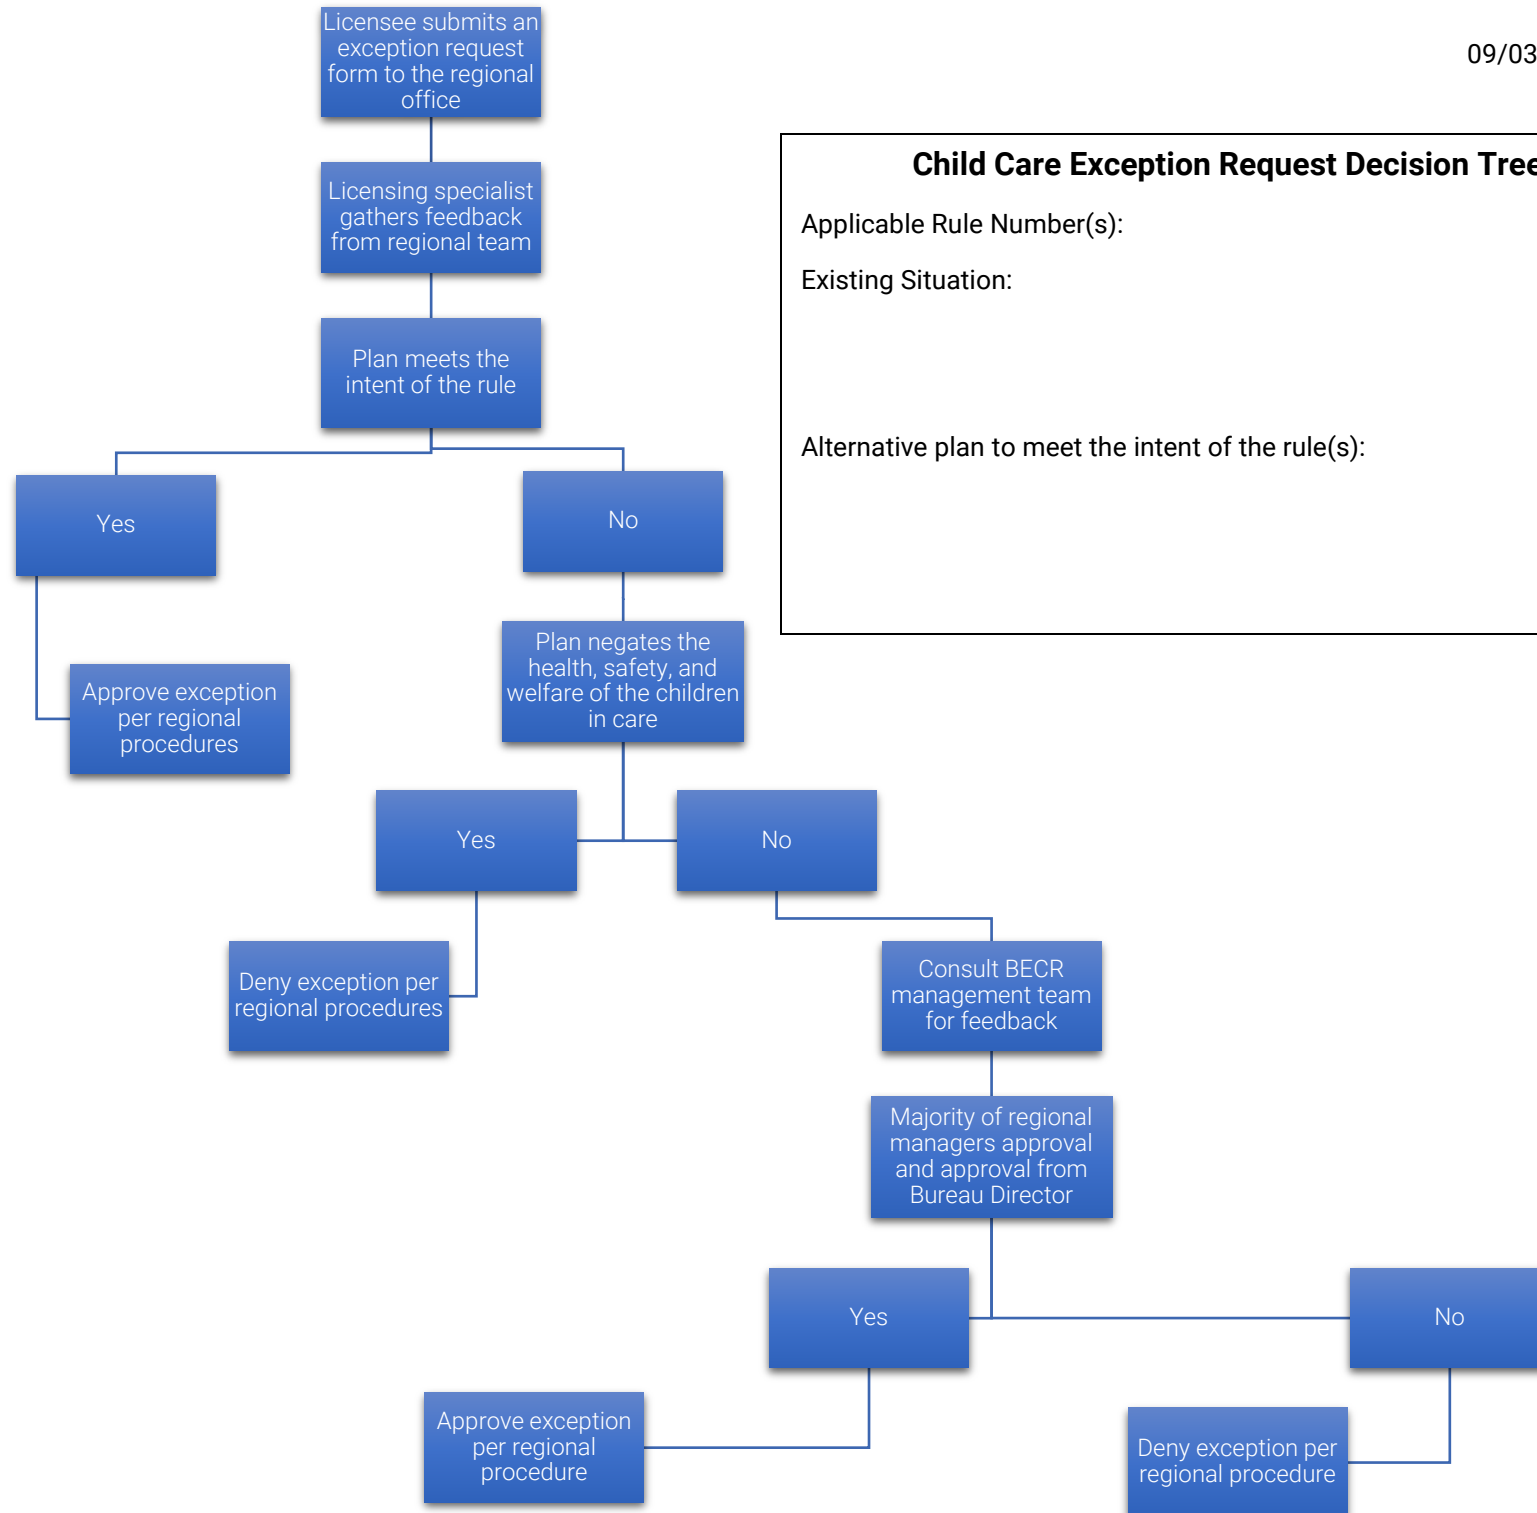 Licensee submits an
exception request
form to the regional
office
09/03
Licensing specialist
gathers feedback
from regional team
Child Care Exception Request Decision Tree
Applicable Rule Number(s):
Existing Situation:
Alternative plan to meet the intent of the rule(s):
Plan meets the
intent of the rule
Yes
No
Approve exception
per regional
procedures
Plan negates the
health, safety, and
welfare of the children
in care
Yes
No
Deny exception per
regional procedures
Consult BECR
management team
for feedback
Majority of regional
managers approval
and approval from
Bureau Director
Yes
No
Approve exception
per regional
procedure
Deny exception per
regional procedure